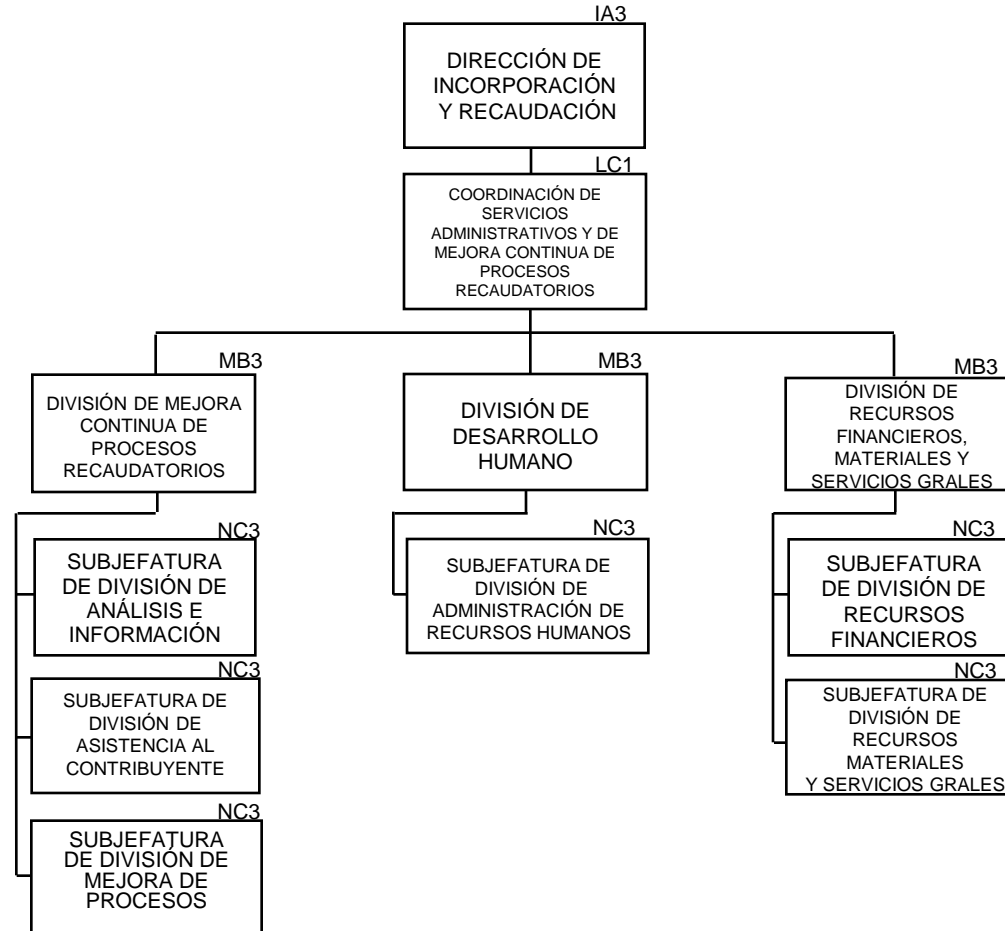 IA3
DIRECCIÓN DE
INCORPORACIÓN
Y RECAUDACIÓN
LC1
COORDINACIÓN DE
SERVICIOS
ADMINISTRATIVOS Y DE
MEJORA CONTINUA DE
PROCESOS
RECAUDATORIOS
MB3
DIVISIÓN DE MEJORA
CONTINUA DE
PROCESOS
RECAUDATORIOS
NC3
SUBJEFATURA
DE DIVISIÓN DE
ANÁLISIS E
INFORMACIÓN
NC3
SUBJEFATURA DE
DIVISIÓN DE
ASISTENCIA AL
CONTRIBUYENTE
NC3
SUBJEFATURA
DE DIVISIÓN DE
MEJORA DE
PROCESOS
MB3
DIVISIÓN DE
DESARROLLO
HUMANO
NC3
SUBJEFATURA DE
DIVISIÓN DE
ADMINISTRACIÓN DE
RECURSOS HUMANOS
MB3
DIVISIÓN DE
RECURSOS
FINANCIEROS,
MATERIALES Y
SERVICIOS GRALES
NC3
SUBJEFATURA
DE DIVISIÓN DE
RECURSOS
FINANCIEROS
NC3
SUBJEFATURA DE
DIVISIÓN DE
RECURSOS
MATERIALES
Y SERVICIOS GRALES